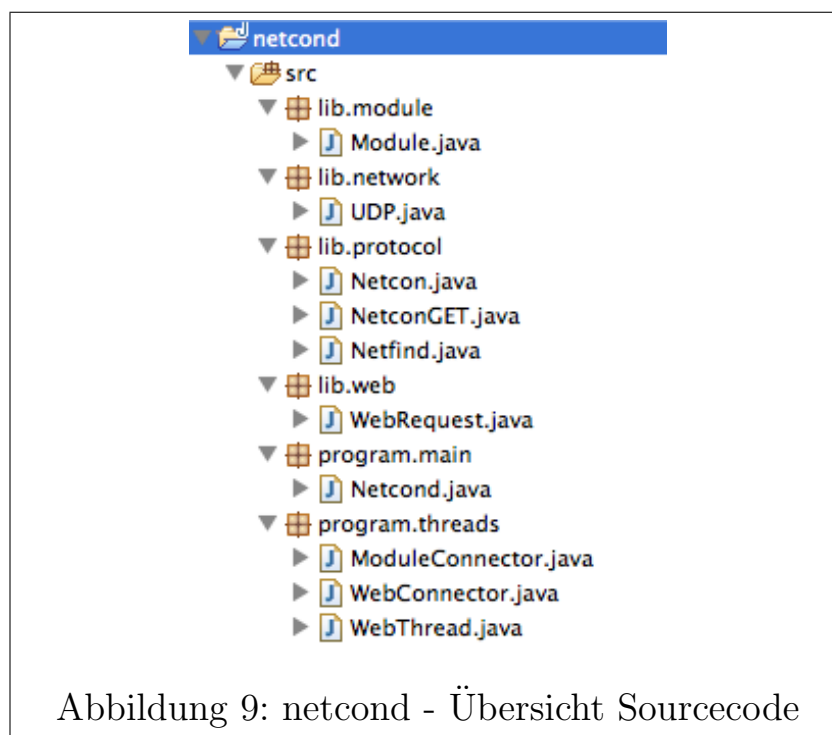 netcond
src
lib.module
Module.java
lib.network
UDP.java
lib.protocol
Netcon.java
NetconGET.java
Netfind.java
lib.web
WebRequest.java
program.main
Netcond.java
program.threads
ModuleConnector.java
WebConnector.java
WebThread.java
Abbildung 9: netcond - Übersicht Sourcecode